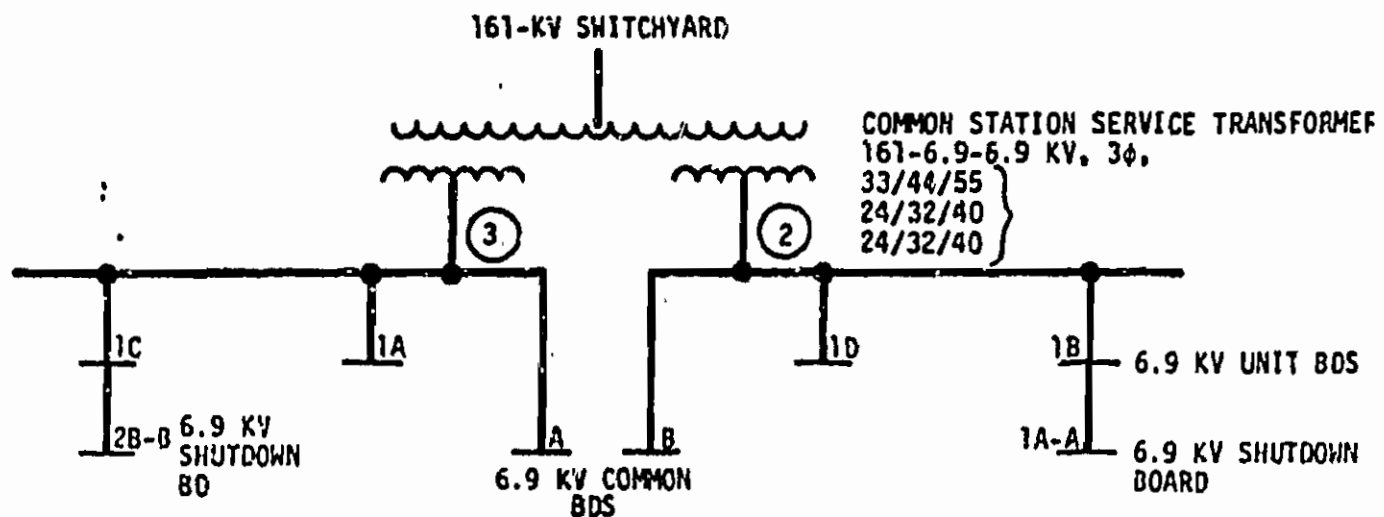 161-KV SWITCHYARD
COMMON STATION SERVICE TRANSFORMER
161-6.9-6.9 KV, 3φ,
33/44/55
24/32/40
24/32/40
3
2
1C
1A
1D
1B
6.9 KV UNIT BDS
2B-B
6.9 KV
SHUTDOWN
BD
A
B
6.9 KV COMMON
BDS
1A-A
6.9 KV SHUTDOWN
BOARD